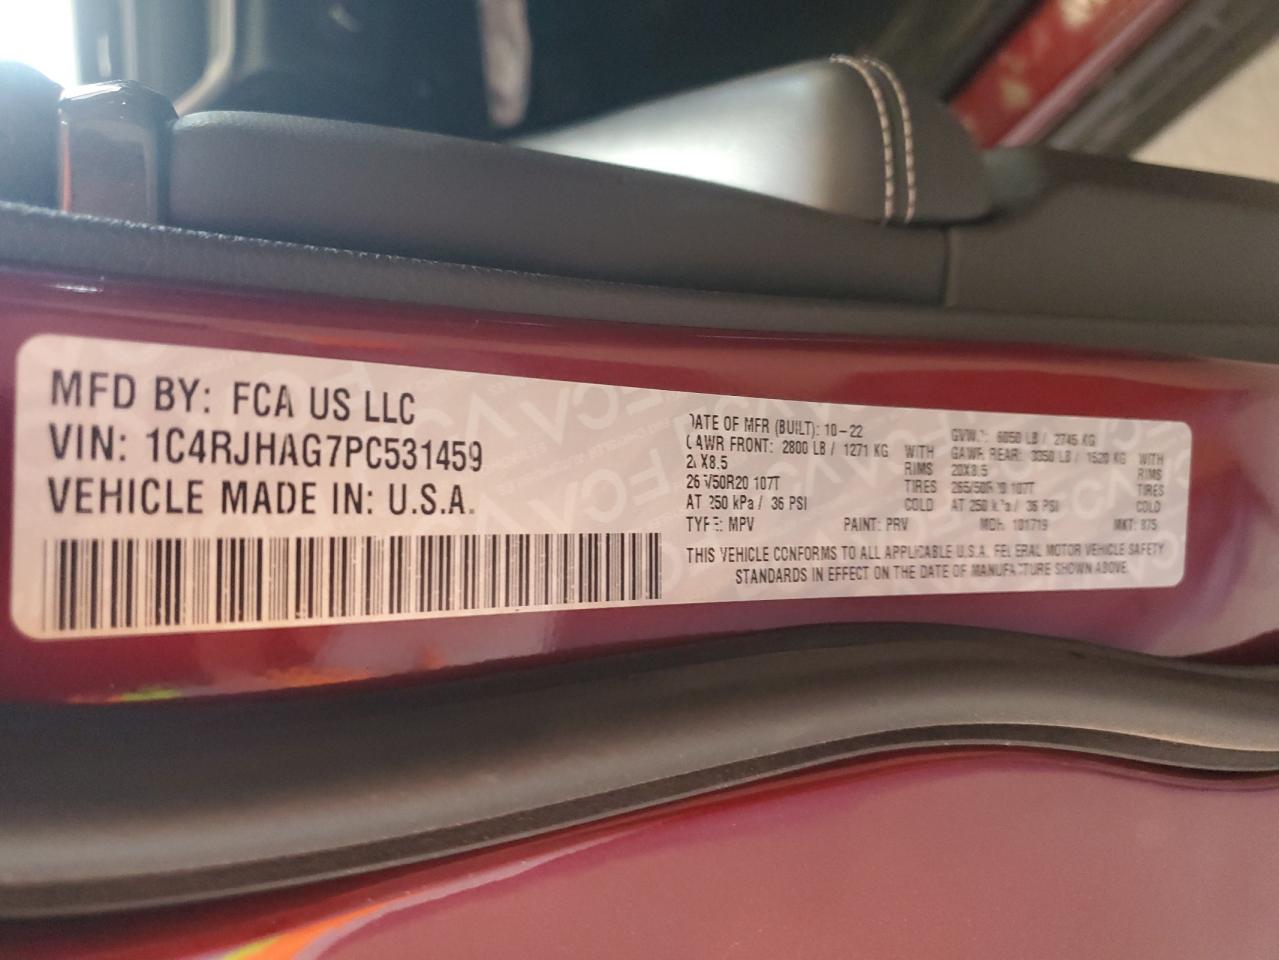 MFD BY: FCA US LLC
VIN: 1C4RJHAG7PC531459
VEHICLE MADE IN: U.S.A.
DATE OF MFR (BUILT): 10-22
GAWR FRONT: 2800 LB / 1271 KG WITH
20X8.5 RIMS
265/50R20 107T TIRES
AT 250 kPa / 36 PSI COLD
TYPE: MPV PAINT: PRV
GVWR: 6050 LB / 2745 KG
GAWR REAR: 3350 LB / 1520 KG WITH
20X8.5 RIMS
265/50R20 107T TIRES
AT 250 kPa / 36 PSI COLD
MDH: 101719 MKT: 875
THIS VEHICLE CONFORMS TO ALL APPLICABLE U.S.A. FEDERAL MOTOR VEHICLE SAFETY
STANDARDS IN EFFECT ON THE DATE OF MANUFACTURE SHOWN ABOVE.